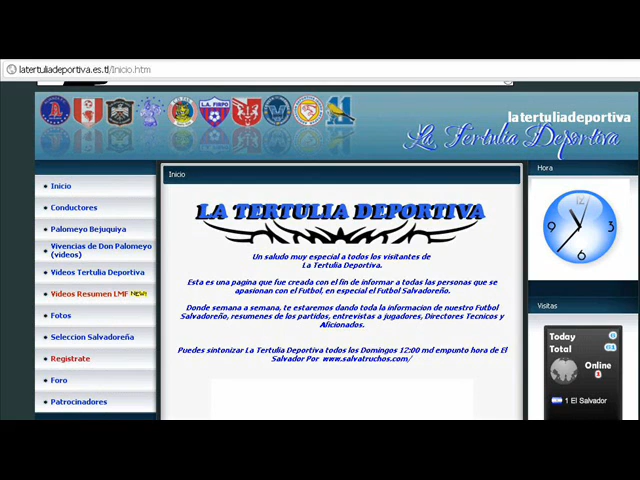 latertuliadeportiva.es.tl/Inicio.htm
L.A. FIRPO
latertuliadeportiva
La Tertulia Deportiva
Inicio
Conductores
Palomeyo Bejuquiya
Vivencias de Don Palomeyo
(videos)
Videos Tertulia Deportiva
Videos Resumen LMF NEW!
Fotos
Seleccion Salvadoreña
Registrate
Foro
Patrocinadores
Inicio
LA TERTULIA DEPORTIVA
Un saludo muy especial a todos los visitantes de
La Tertulia Deportiva.
Esta es una pagina que fue creada con el fin de informar a todas las personas que se
apasionan con el Futbol, en especial el Futbol Salvadoreño.
Donde semana a semana, te estaremos dando toda la informacion de nuestro Futbol
Salvadoreño, resumenes de los partidos, entrevistas a jugadores, Directores Tecnicos y
Aficionados.
Puedes sintonizar La Tertulia Deportiva todos los Domingos 12:00 md empunto hora de El
Salvador Por www.salvatruchos.com/
Hora
12
9 3
6
Visitas
Today
Total
Online
1 El Salvador